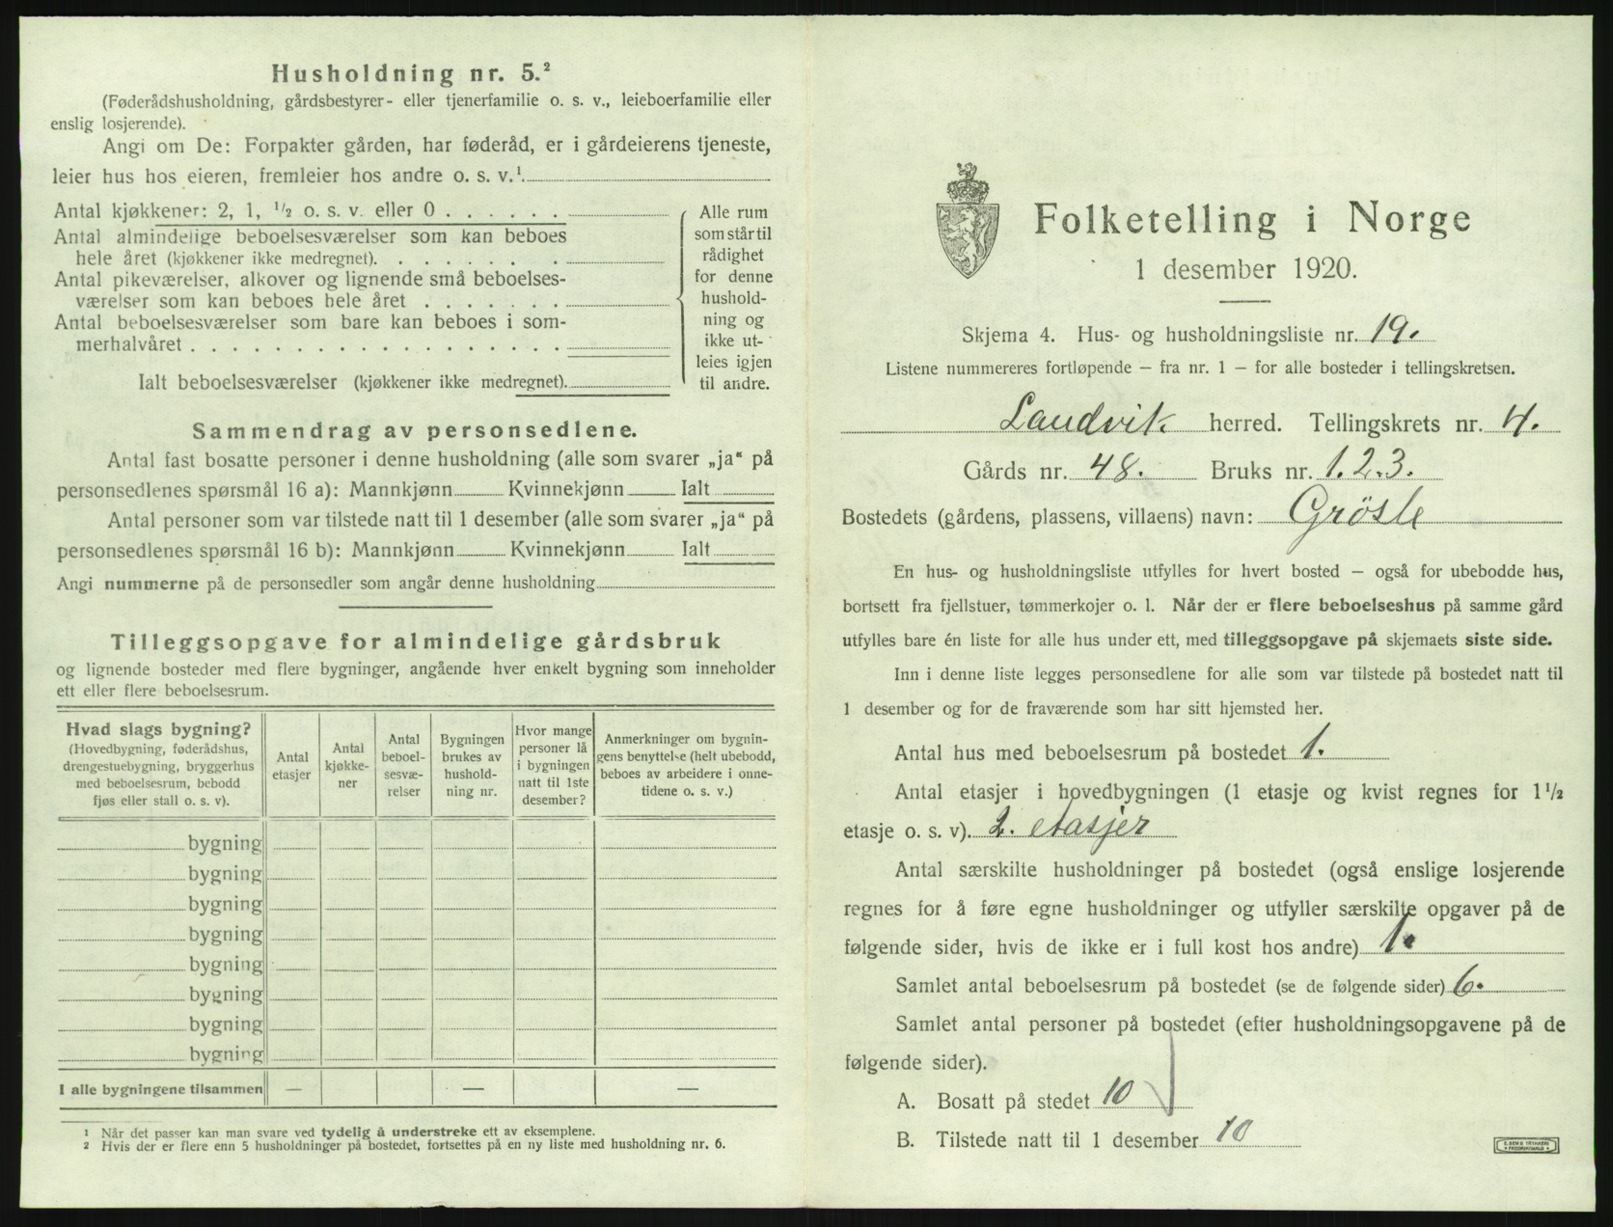 Husholdning nr. 5.²
(Føderådshusholdning, gårdsbestyrer- eller tjenerfamilie o. s. v., leieboerfamilie eller
enslig losjerende).
Angi om De: Forpakter gården, har føderåd, er i gårdeierens tjeneste,
leier hus hos eieren, fremleier hos andre o. s. v.¹
Antal kjøkkener: 2, 1, ½ o. s. v. eller 0 . . . . . .
Antal almindelige beboelsesværelser som kan beboes
hele året (kjøkkener ikke medregnet). . . . . . . .
Antal pikeværelser, alkover og lignende små beboelses-
værelser som kan beboes hele året . . . . . . .
Antal beboelsesværelser som bare kan beboes i som-
merhalvåret . . . . . . . . . . . . . . . . . .
Ialt beboelsesværelser (kjøkkener ikke medregnet).
Alle rum
som står til
rådighet
for denne
hushold-
ning og
ikke ut-
leies igjen
til andre.
Sammendrag av personsedlene.
Antal fast bosatte personer i denne husholdning (alle som svarer „ja“ på
personsedlenes spørsmål 16 a): Mannkjønn Kvinnekjønn Ialt
Antal personer som var tilstede natt til 1 desember (alle som svarer „ja“ på
personsedlenes spørsmål 16 b): Mannkjønn Kvinnekjønn Ialt
Angi nummerne på de personsedler som angår denne husholdning
Tilleggsopgave for almindelige gårdsbruk
og lignende bosteder med flere bygninger, angående hver enkelt bygning som inneholder
ett eller flere beboelsesrum.
Hvad slags bygning?
(Hovedbygning, føderådshus,
drengestuebygning, bryggerhus
med beboelsesrum, bebodd
fjøs eller stall o. s. v).
Antal
etasjer
Antal
kjøkke-
ner
Antal
beboel-
sesvæ-
relser
Bygningen
brukes av
hushold-
ning nr.
Hvor mange
personer lå
i bygningen
natt til 1ste
desember?
Anmerkninger om bygnin-
gens benyttelse (helt ubebodd,
beboes av arbeidere i onne-
tidene o. s. v.)
bygning
bygning
bygning
bygning
bygning
bygning
bygning
bygning
I alle bygningene tilsammen — — —
¹ Når det passer kan man svare ved tydelig å understreke ett av eksemplene.
² Hvis der er flere enn 5 husholdninger på bostedet, fortsettes på en ny liste med husholdning nr. 6.
Folketelling i Norge
1 desember 1920.
Skjema 4. Hus- og husholdningsliste nr. 19.
Listene nummereres fortløpende — fra nr. 1 — for alle bosteder i tellingskretsen.
Landvik herred. Tellingskrets nr. 4.
Gårds nr. 48. Bruks nr. 1.2.3.
Bostedets (gårdens, plassens, villaens) navn: Grösle
En hus- og husholdningsliste utfylles for hvert bosted — også for ubebodde hus,
bortsett fra fjellstuer, tømmerkojer o. l. Når der er flere beboelseshus på samme gård
utfylles bare én liste for alle hus under ett, med tilleggsopgave på skjemaets siste side.
Inn i denne liste legges personsedlene for alle som var tilstede på bostedet natt til
1 desember og for de fraværende som har sitt hjemsted her.
Antal hus med beboelsesrum på bostedet 1.
Antal etasjer i hovedbygningen (1 etasje og kvist regnes for 1½
etasje o. s. v). 2. etasjer
Antal særskilte husholdninger på bostedet (også enslige losjerende
regnes for å føre egne husholdninger og utfyller særskilte opgaver på de
følgende sider, hvis de ikke er i full kost hos andre) 1.
Samlet antal beboelsesrum på bostedet (se de følgende sider) 6.
Samlet antal personer på bostedet (efter husholdningsopgavene på de
følgende sider).
A. Bosatt på stedet 10
B. Tilstede natt til 1 desember 10